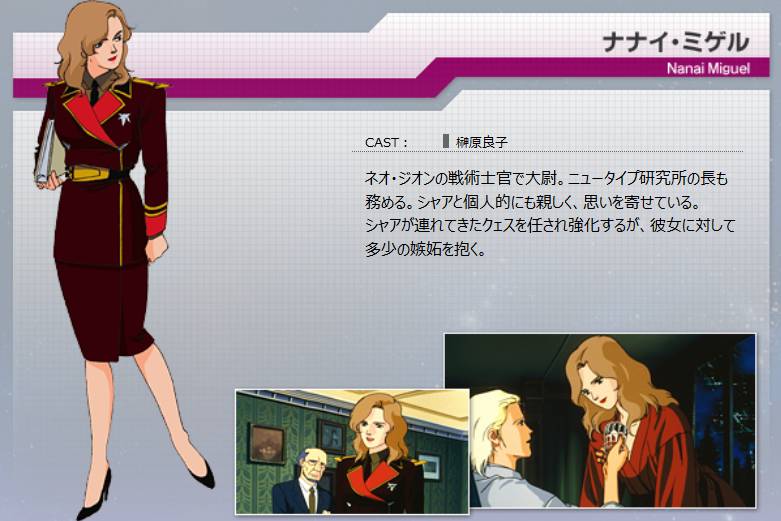 ナナイ・ミゲル
Nanai Miguel
CAST： 榊原良子
ネオ・ジオンの戦術士官で大尉。ニュータイプ研究所の長も
務める。シャアと個人的にも親しく、思いを寄せている。
シャアが連れてきたクェスを任され強化するが、彼女に対して
多少の嫉妬を抱く。